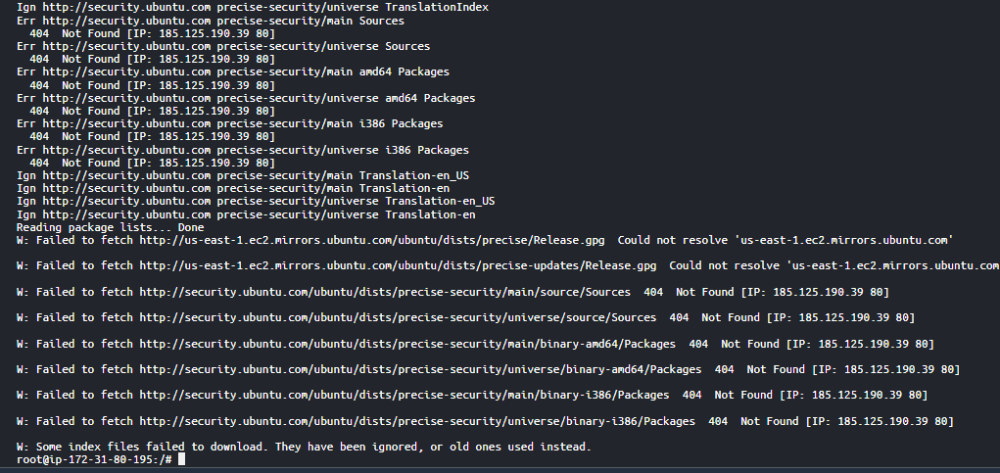 Ign http://security.ubuntu.com precise-security/universe TranslationIndex
Err http://security.ubuntu.com precise-security/main Sources
  404  Not Found [IP: 185.125.190.39 80]
Err http://security.ubuntu.com precise-security/universe Sources
  404  Not Found [IP: 185.125.190.39 80]
Err http://security.ubuntu.com precise-security/main amd64 Packages
  404  Not Found [IP: 185.125.190.39 80]
Err http://security.ubuntu.com precise-security/universe amd64 Packages
  404  Not Found [IP: 185.125.190.39 80]
Err http://security.ubuntu.com precise-security/main i386 Packages
  404  Not Found [IP: 185.125.190.39 80]
Err http://security.ubuntu.com precise-security/universe i386 Packages
  404  Not Found [IP: 185.125.190.39 80]
Ign http://security.ubuntu.com precise-security/main Translation-en_US
Ign http://security.ubuntu.com precise-security/main Translation-en
Ign http://security.ubuntu.com precise-security/universe Translation-en_US
Ign http://security.ubuntu.com precise-security/universe Translation-en
Reading package lists... Done
W: Failed to fetch http://us-east-1.ec2.mirrors.ubuntu.com/ubuntu/dists/precise/Release.gpg  Could not resolve 'us-east-1.ec2.mirrors.ubuntu.com'
W: Failed to fetch http://us-east-1.ec2.mirrors.ubuntu.com/ubuntu/dists/precise-updates/Release.gpg  Could not resolve 'us-east-1.ec2.mirrors.ubuntu.com
W: Failed to fetch http://security.ubuntu.com/ubuntu/dists/precise-security/main/source/Sources  404  Not Found [IP: 185.125.190.39 80]
W: Failed to fetch http://security.ubuntu.com/ubuntu/dists/precise-security/universe/source/Sources  404  Not Found [IP: 185.125.190.39 80]
W: Failed to fetch http://security.ubuntu.com/ubuntu/dists/precise-security/main/binary-amd64/Packages  404  Not Found [IP: 185.125.190.39 80]
W: Failed to fetch http://security.ubuntu.com/ubuntu/dists/precise-security/universe/binary-amd64/Packages  404  Not Found [IP: 185.125.190.39 80]
W: Failed to fetch http://security.ubuntu.com/ubuntu/dists/precise-security/main/binary-i386/Packages  404  Not Found [IP: 185.125.190.39 80]
W: Failed to fetch http://security.ubuntu.com/ubuntu/dists/precise-security/universe/binary-i386/Packages  404  Not Found [IP: 185.125.190.39 80]
W: Some index files failed to download. They have been ignored, or old ones used instead.
root@ip-172-31-80-195:/#